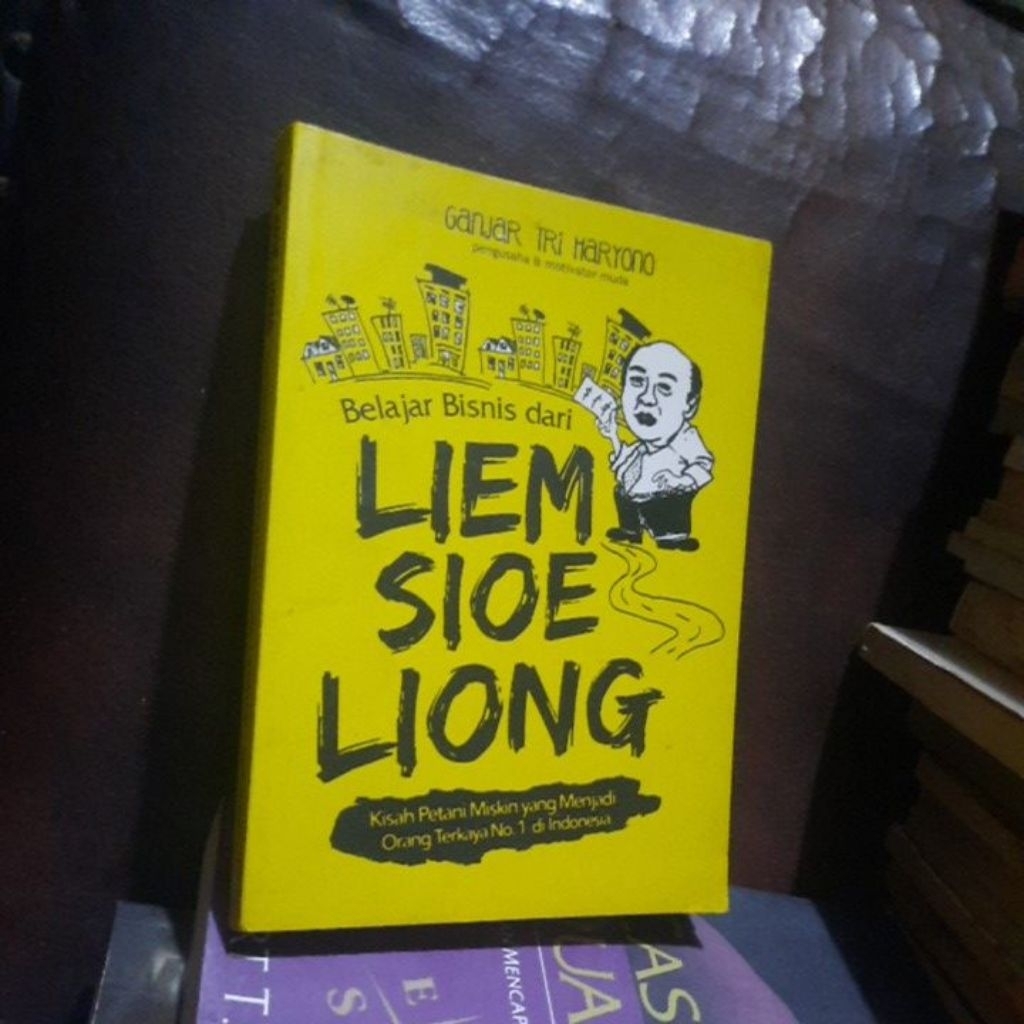 Ganjar Tri Haryono
pengusaha & motivator muda
Belajar Bisnis dari
LIEM
SIOE
LIONG
Kisah Petani Miskin yang Menjadi
Orang Terkaya No. 1 di Indonesia